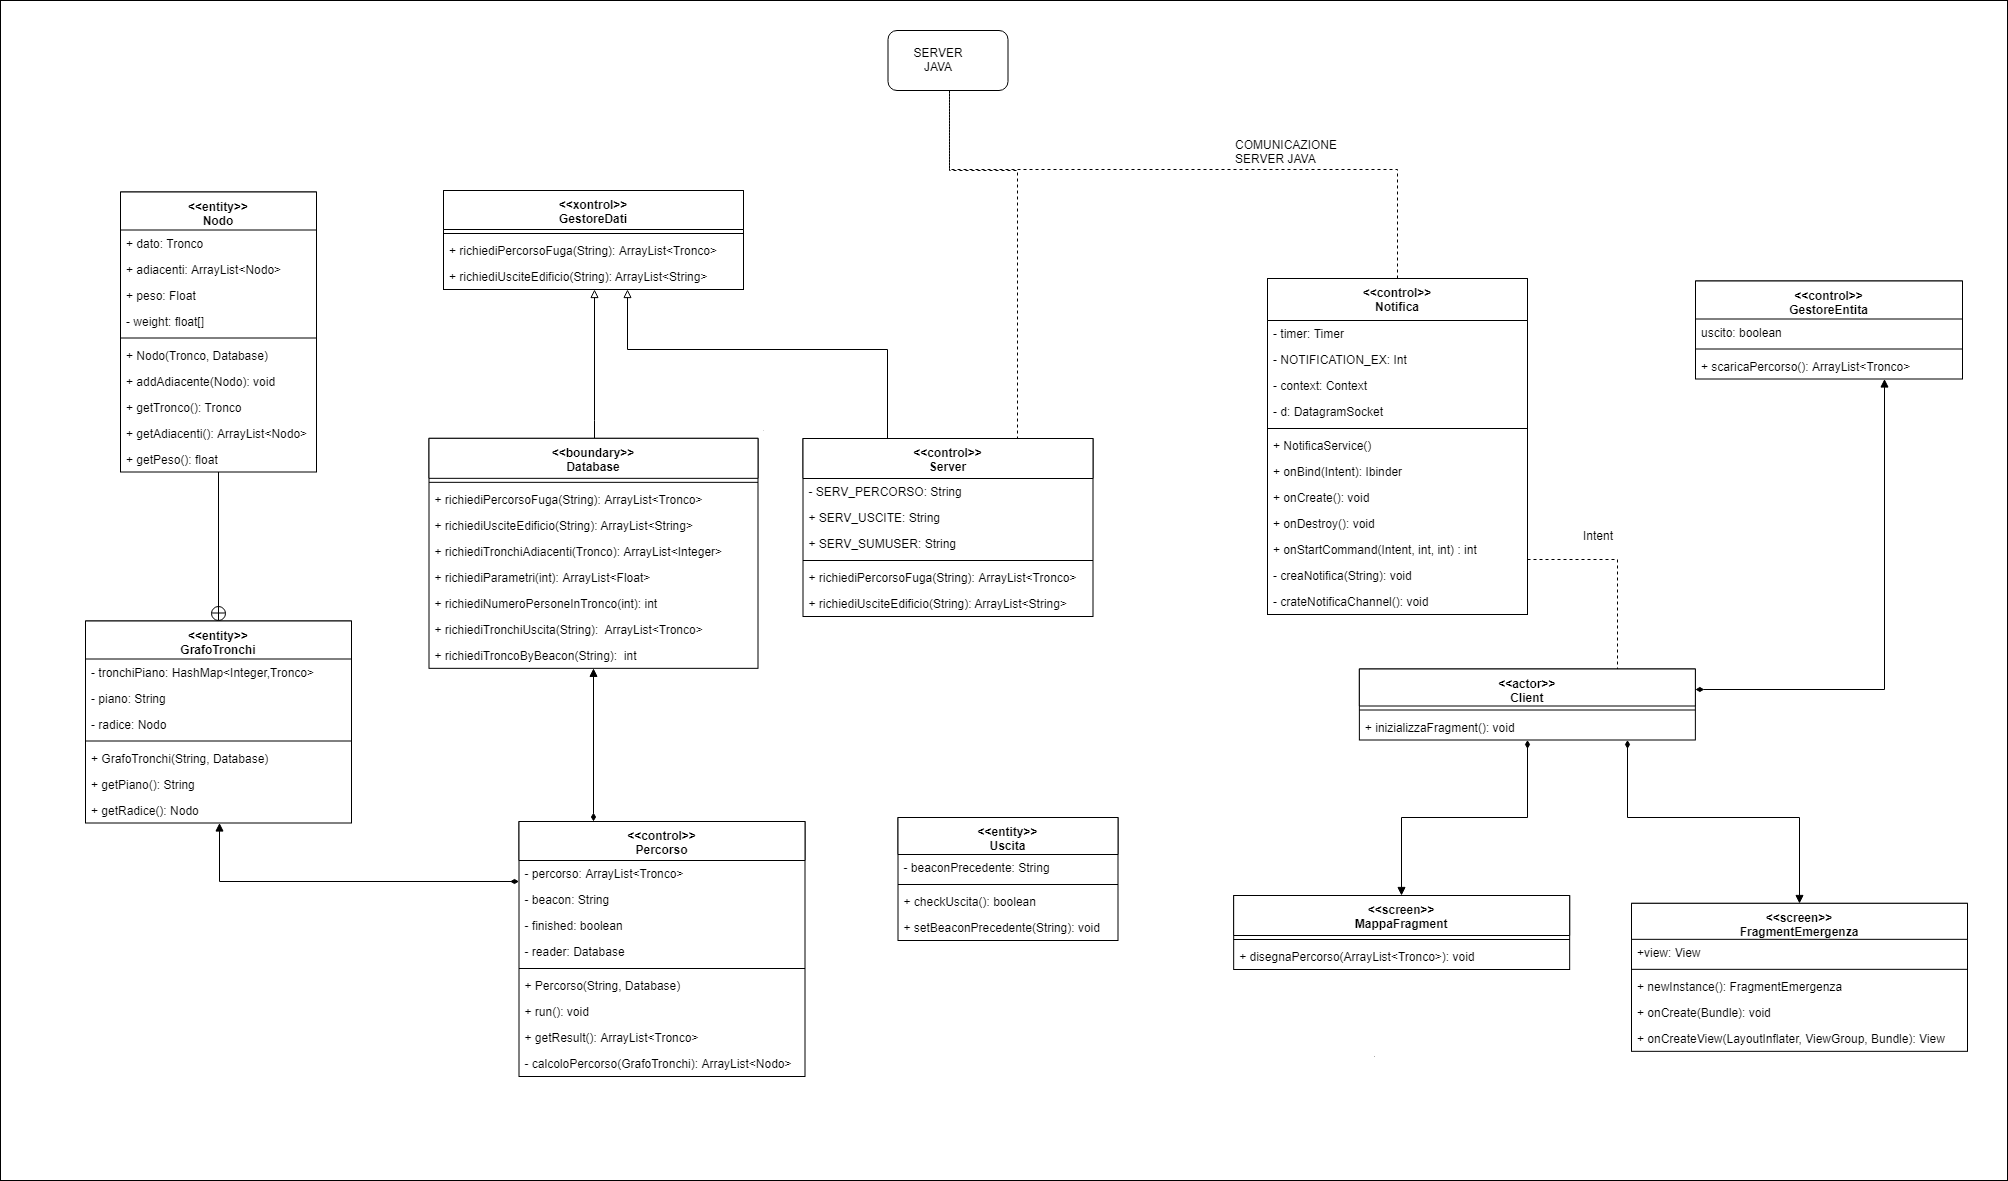 SERVER
JAVA
COMUNICAZIONE
SERVER JAVA
<<entity>>
Nodo
+ dato: Tronco
+ adiacenti: ArrayList<Nodo>
+ peso: Float
- weight: float[]
+ Nodo(Tronco, Database)
+ addAdiacente(Nodo): void
+ getTronco(): Tronco
+ getAdiacenti(): ArrayList<Nodo>
+ getPeso(): float
<<xontrol>>
GestoreDati
+ richiediPercorsoFuga(String): ArrayList<Tronco>
+ richiediUsciteEdificio(String): ArrayList<String>
<<control>>
Notifica
- timer: Timer
- NOTIFICATION_EX: Int
- context: Context
- d: DatagramSocket
+ NotificaService()
+ onBind(Intent): Ibinder
+ onCreate(): void
+ onDestroy(): void
+ onStartCommand(Intent, int, int) : int
- creaNotifica(String): void
- crateNotificaChannel(): void
<<control>>
GestoreEntita
uscito: boolean
+ scaricaPercorso(): ArrayList<Tronco>
<<boundary>>
Database
+ richiediPercorsoFuga(String): ArrayList<Tronco>
+ richiediUsciteEdificio(String): ArrayList<String>
+ richiediTronchiAdiacenti(Tronco): ArrayList<Integer>
+ richiediParametri(int): ArrayList<Float>
+ richiediNumeroPersoneInTronco(int): int
+ richiediTronchiUscita(String):  ArrayList<Tronco>
+ richiediTroncoByBeacon(String):  int
<<control>>
Server
- SERV_PERCORSO: String
+ SERV_USCITE: String
+ SERV_SUMUSER: String
+ richiediPercorsoFuga(String): ArrayList<Tronco>
+ richiediUsciteEdificio(String): ArrayList<String>
Intent
<<entity>>
GrafoTronchi
- tronchiPiano: HashMap<Integer,Tronco>
- piano: String
- radice: Nodo
+ GrafoTronchi(String, Database)
+ getPiano(): String
+ getRadice(): Nodo
<<actor>>
Client
+ inizializzaFragment(): void
<<control>>
Percorso
- percorso: ArrayList<Tronco>
- beacon: String
- finished: boolean
- reader: Database
+ Percorso(String, Database)
+ run(): void
+ getResult(): ArrayList<Tronco>
- calcoloPercorso(GrafoTronchi): ArrayList<Nodo>
<<entity>>
Uscita
- beaconPrecedente: String
+ checkUscita(): boolean
+ setBeaconPrecedente(String): void
<<screen>>
MappaFragment
+ disegnaPercorso(ArrayList<Tronco>): void
<<screen>>
FragmentEmergenza
+view: View
+ newInstance(): FragmentEmergenza
+ onCreate(Bundle): void
+ onCreateView(LayoutInflater, ViewGroup, Bundle): View